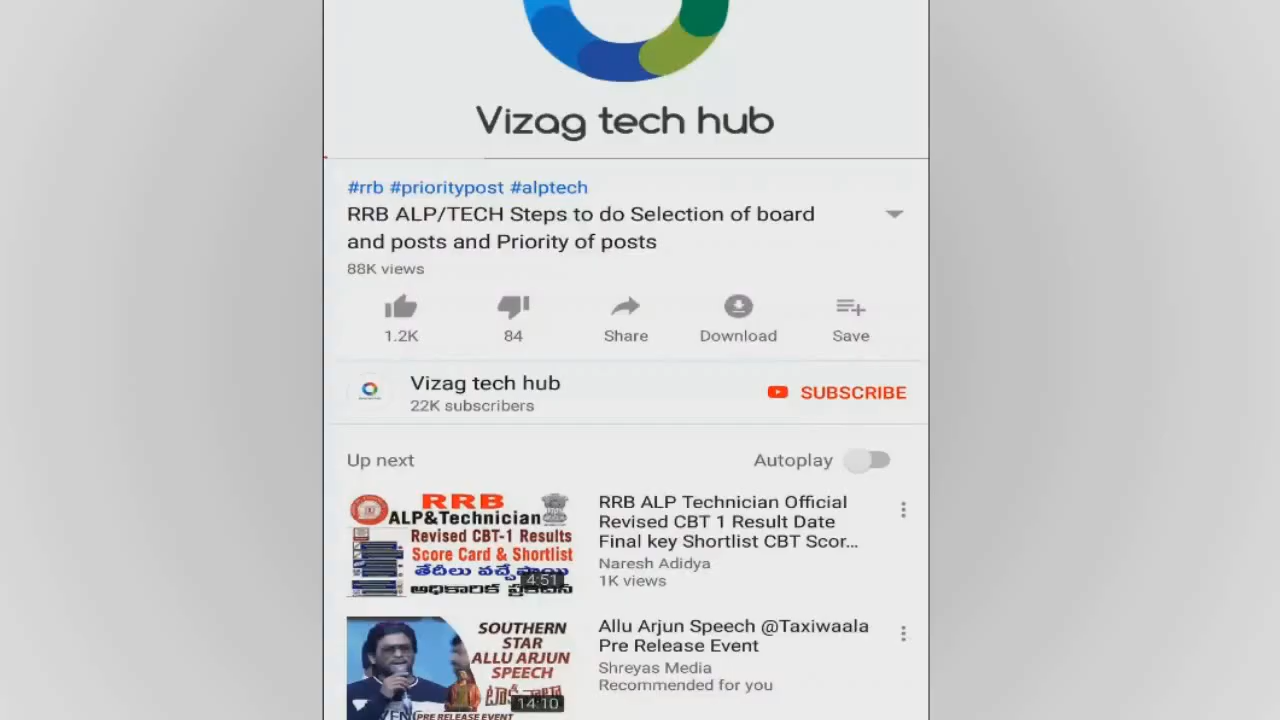 Vizag tech hub
#rrb #prioritypost #alptech
RRB ALP/TECH Steps to do Selection of board
and posts and Priority of posts
88K views
1.2K
84
Share
Download
Save
Vizag tech hub
22K subscribers
SUBSCRIBE
Up next
Autoplay
RRB
ALP&Technician
Revised CBT-1 Results
Score Card & Shortlist
తేదీలు వచ్చేసాయి
అధికారిక ప్రకటన
4:51
RRB ALP Technician Official
Revised CBT 1 Result Date
Final key Shortlist CBT Scor...
Naresh Adidya
1K views
SOUTHERN
STAR
ALLU ARJUN
SPEECH
టాక్సీవాలా
14:10
PRE RELEASE EVENT
Allu Arjun Speech @Taxiwaala
Pre Release Event
Shreyas Media
Recommended for you